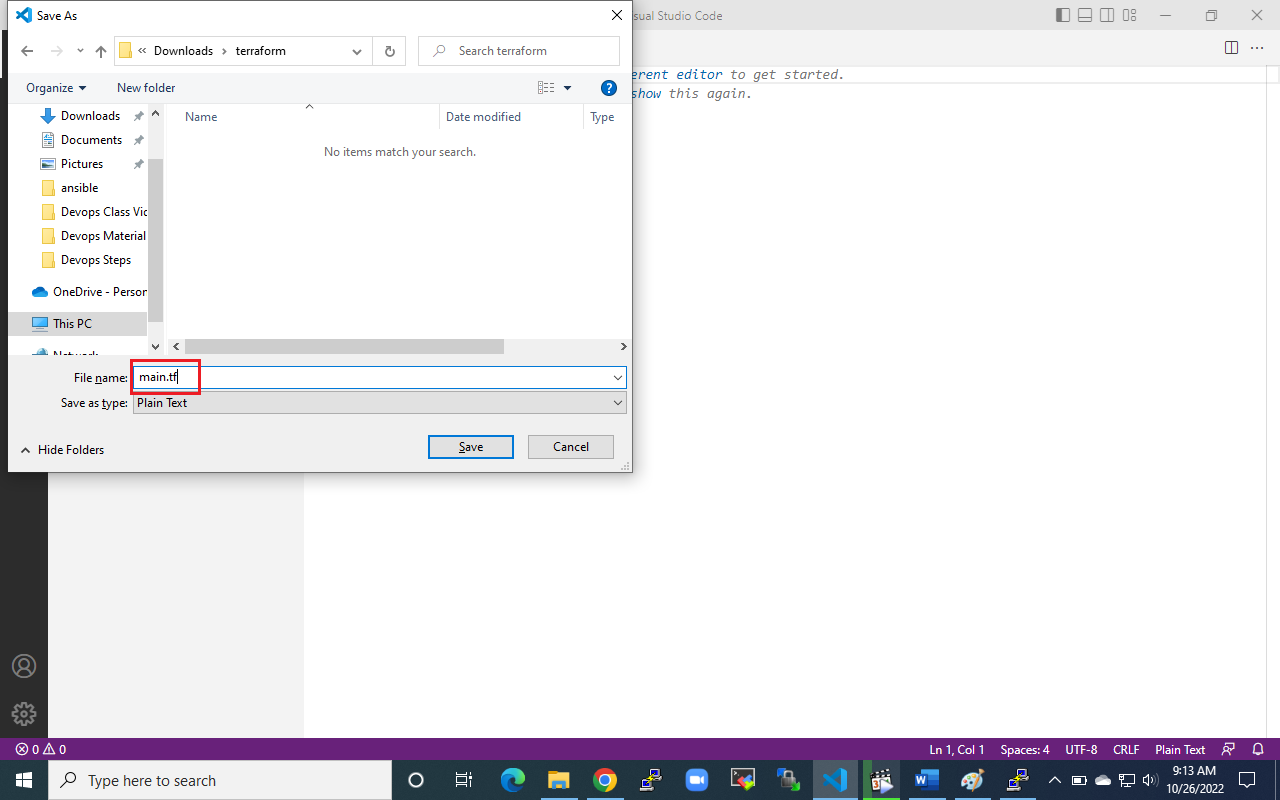 Save As
isual Studio Code
« Downloads › terraform
Search terraform
Organize
New folder
erent editor to get started.
show this again.
Name
Date modified
Type
Downloads
Documents
Pictures
ansible
Devops Class Vic
Devops Material
Devops Steps
OneDrive - Person
This PC
Network
No items match your search.
File name: main.tf
Save as type: Plain Text
Hide Folders
Save
Cancel
0 0
Ln 1, Col 1 Spaces: 4 UTF-8 CRLF Plain Text
Type here to search
9:13 AM
10/26/2022